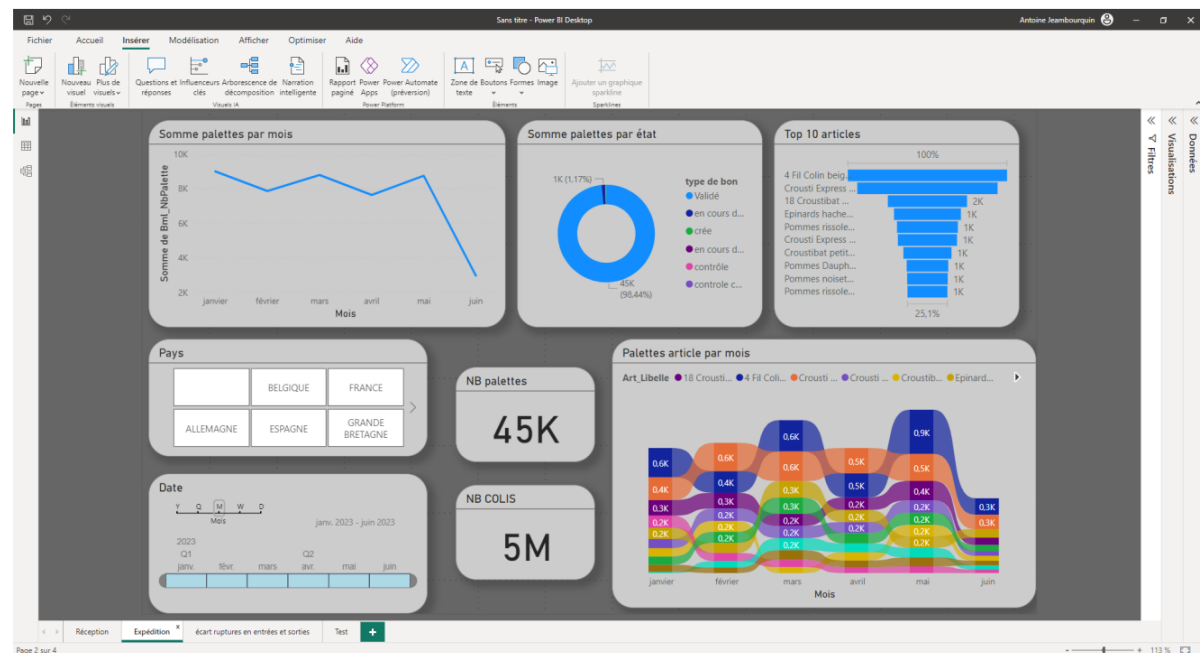 Sans titre - Power BI Desktop
Antoine Jeambourquin
Fichier Accueil Insérer Modélisation Afficher Optimiser Aide
Nouvelle page
Nouveau visuel
Plus de visuels
Questions et réponses
Influenceurs clés
Arborescence de décomposition
Narration intelligente
Rapport paginé
Power Apps
Power Automate (préversion)
Zone de texte
Boutons
Formes
Image
Ajouter un graphique sparkline
Pages
Éléments visuels
Visuels IA
Power Platform
Éléments
Sparklines
Somme palettes par mois
Somme de Bml_NbPalette
10K
8K
6K
4K
2K
janvier février mars avril mai juin
Mois
Somme palettes par état
1K (1,17%)
45K
(98,44%)
type de bon
Validé
en cours d...
crée
en cours d...
contrôle
controle c...
Top 10 articles
100%
4 Fil Colin beig...
Crousti Express ...
18 Croustibat ... 2K
Epinards hache... 1K
Pommes rissole... 1K
Crousti Express ... 1K
Croustibat petit... 1K
Pommes Dauph... 1K
Pommes noiset... 1K
Pommes rissole... 1K
25,1%
Filtres
Visualisations
Données
Pays
BELGIQUE FRANCE
ALLEMAGNE ESPAGNE GRANDE BRETAGNE
NB palettes
45K
NB COLIS
5M
Date
Y Q M W D
Mois
janv. 2023 - juin 2023
2023
Q1 Q2
janv. févr. mars avr. mai juin
Palettes article par mois
Art_Libelle 18 Crousti... 4 Fil Coli... Crousti ... Crousti ... Croustib... Epinard...
0,6K 0,4K 0,3K 0,2K 0,2K
0,6K 0,4K 0,3K 0,2K 0,2K 0,2K
0,6K 0,6K 0,3K 0,3K 0,2K 0,2K 0,2K
0,5K 0,5K 0,2K 0,2K 0,2K
0,9K 0,5K 0,4K 0,2K 0,2K 0,2K 0,2K
0,3K 0,3K
janvier février mars avril mai juin
Mois
Réception Expédition x écart ruptures en entrées et sorties Test +
Page 2 sur 4
- + 113 %